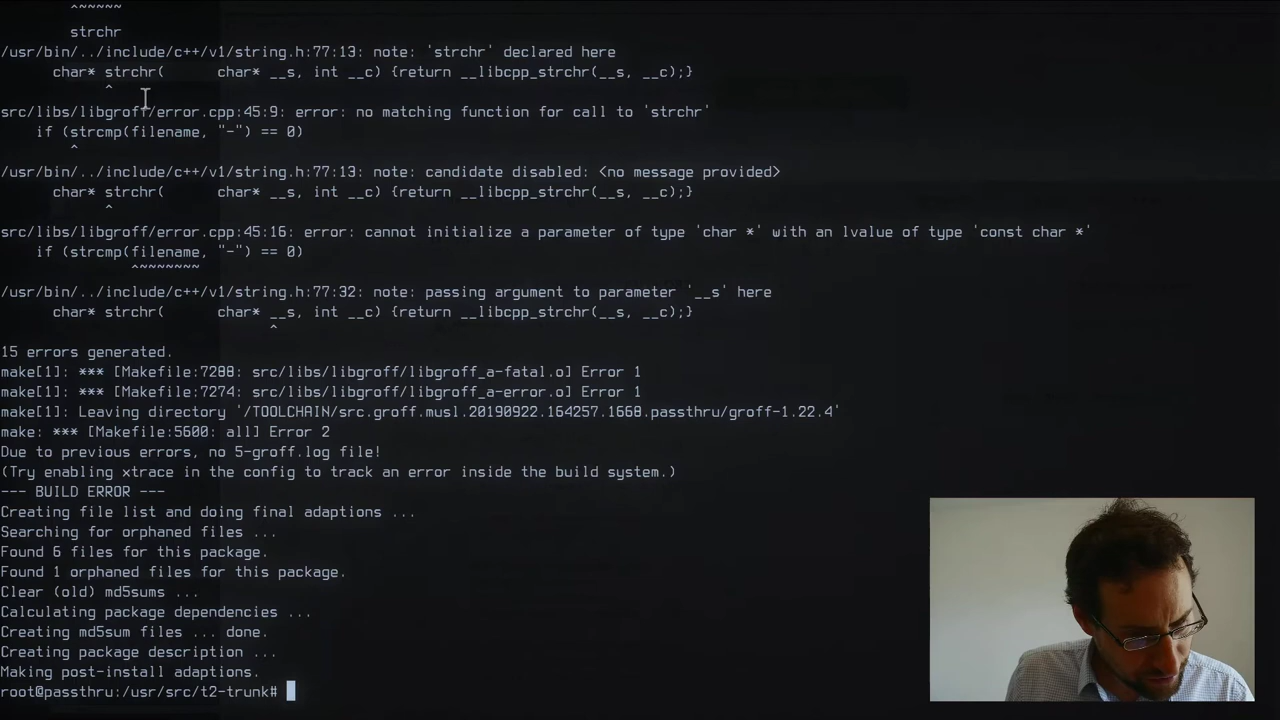 ^~~~~~
strchr
/usr/bin/../include/c++/v1/string.h:77:13: note: 'strchr' declared here
char* strchr(      char* __s, int __c) {return __libcpp_strchr(__s, __c);}
^
src/libs/libgroff/error.cpp:45:9: error: no matching function for call to 'strchr'
if (strcmp(filename, "-") == 0)
^
/usr/bin/../include/c++/v1/string.h:77:13: note: candidate disabled: <no message provided>
char* strchr(      char* __s, int __c) {return __libcpp_strchr(__s, __c);}
^
src/libs/libgroff/error.cpp:45:16: error: cannot initialize a parameter of type 'char *' with an lvalue of type 'const char *'
if (strcmp(filename, "-") == 0)
^~~~~~~~
/usr/bin/../include/c++/v1/string.h:77:32: note: passing argument to parameter '__s' here
char* strchr(      char* __s, int __c) {return __libcpp_strchr(__s, __c);}
^
15 errors generated.
make[1]: *** [Makefile:7288: src/libs/libgroff/libgroff_a-fatal.o] Error 1
make[1]: *** [Makefile:7274: src/libs/libgroff/libgroff_a-error.o] Error 1
make[1]: Leaving directory '/TOOLCHAIN/src.groff.musl.20190922.164257.1668.passthru/groff-1.22.4'
make: *** [Makefile:5600: all] Error 2
Due to previous errors, no 5-groff.log file!
(Try enabling xtrace in the config to track an error inside the build system.)
--- BUILD ERROR ---
Creating file list and doing final adaptions ...
Searching for orphaned files ...
Found 6 files for this package.
Found 1 orphaned files for this package.
Clear (old) md5sums ...
Calculating package dependencies ...
Creating md5sum files ... done.
Creating package description ...
Making post-install adaptions.
root@passthru:/usr/src/t2-trunk#